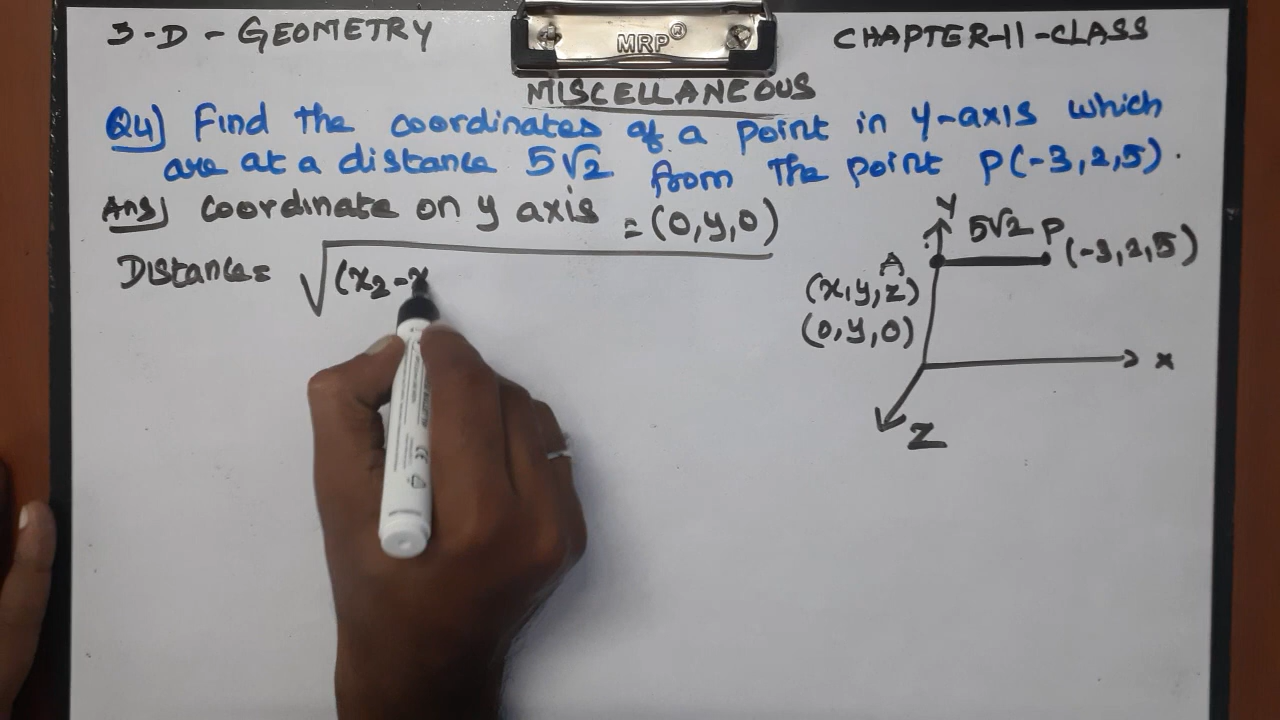 3-D - GEOMETRY
MRP®
CHAPTER-11-CLASS
MISCELLANEOUS
Q4) Find the coordinates of a point in y-axis which
are at a distance 5√2 from the point P(-3,2,5).
Ans) coordinate on y axis = (0,y,0)
Distance = √(x₂-x
Y
5√2 P
A
(-3,2,5)
(x,y,z)
(0,y,0)
x
Z